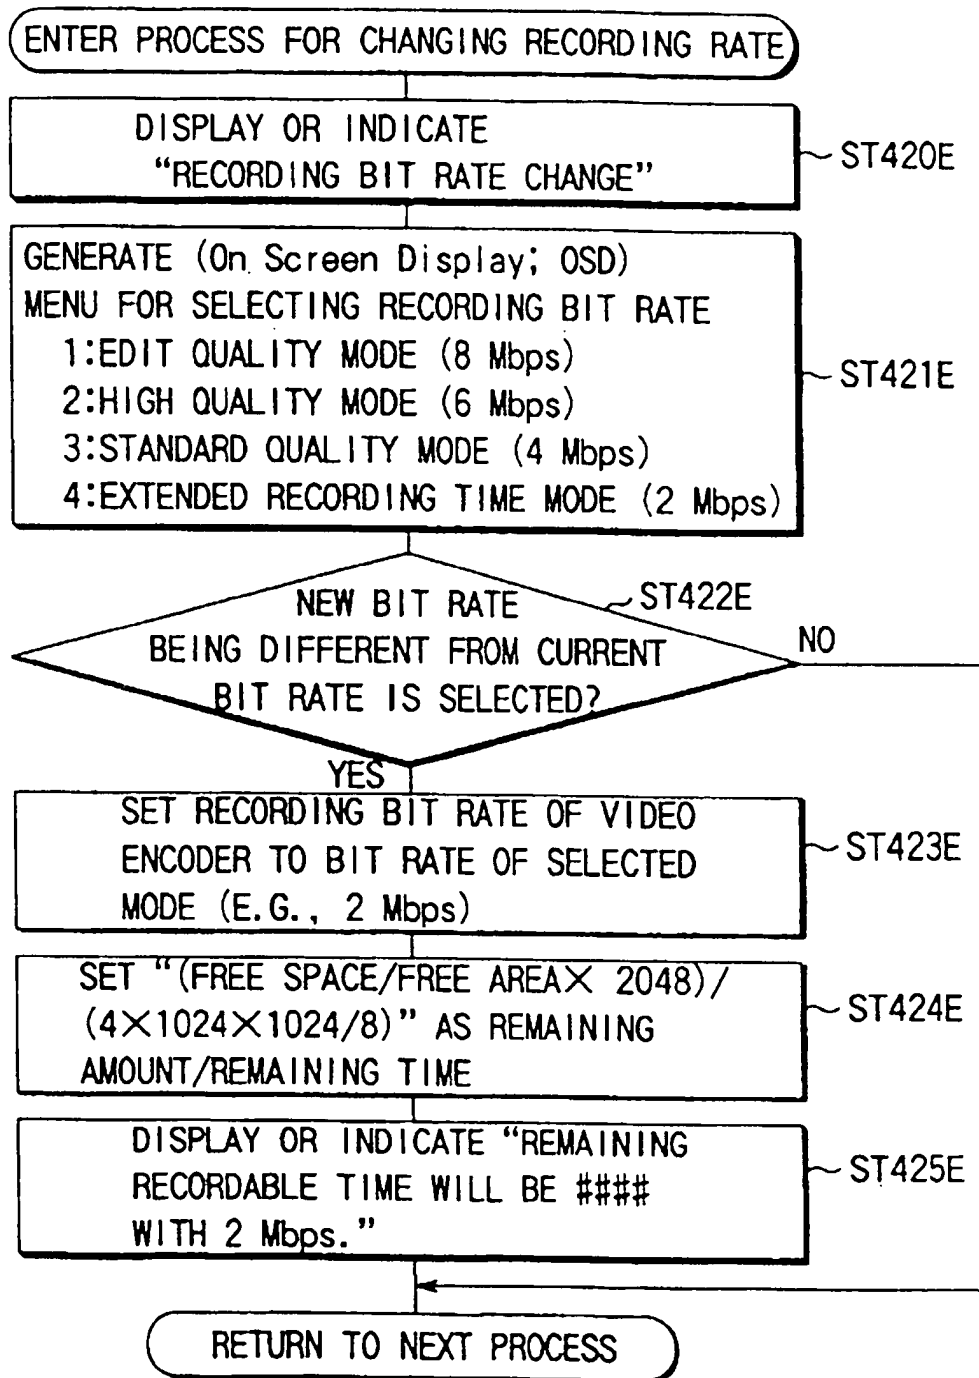 ENTER PROCESS FOR CHANGING RECORDING RATE
DISPLAY OR INDICATE
“RECORDING BIT RATE CHANGE”
ST420E
GENERATE (On Screen Display; OSD)
MENU FOR SELECTING RECORDING BIT RATE
1:EDIT QUALITY MODE (8 Mbps)
2:HIGH QUALITY MODE (6 Mbps)
3:STANDARD QUALITY MODE (4 Mbps)
4:EXTENDED RECORDING TIME MODE (2 Mbps)
ST421E
NEW BIT RATE
BEING DIFFERENT FROM CURRENT
BIT RATE IS SELECTED?
ST422E
NO
YES
SET RECORDING BIT RATE OF VIDEO
ENCODER TO BIT RATE OF SELECTED
MODE (E.G., 2 Mbps)
ST423E
SET “(FREE SPACE/FREE AREA× 2048)/
(4×1024×1024/8)” AS REMAINING
AMOUNT/REMAINING TIME
ST424E
DISPLAY OR INDICATE “REMAINING
RECORDABLE TIME WILL BE ####
WITH 2 Mbps.”
ST425E
RETURN TO NEXT PROCESS